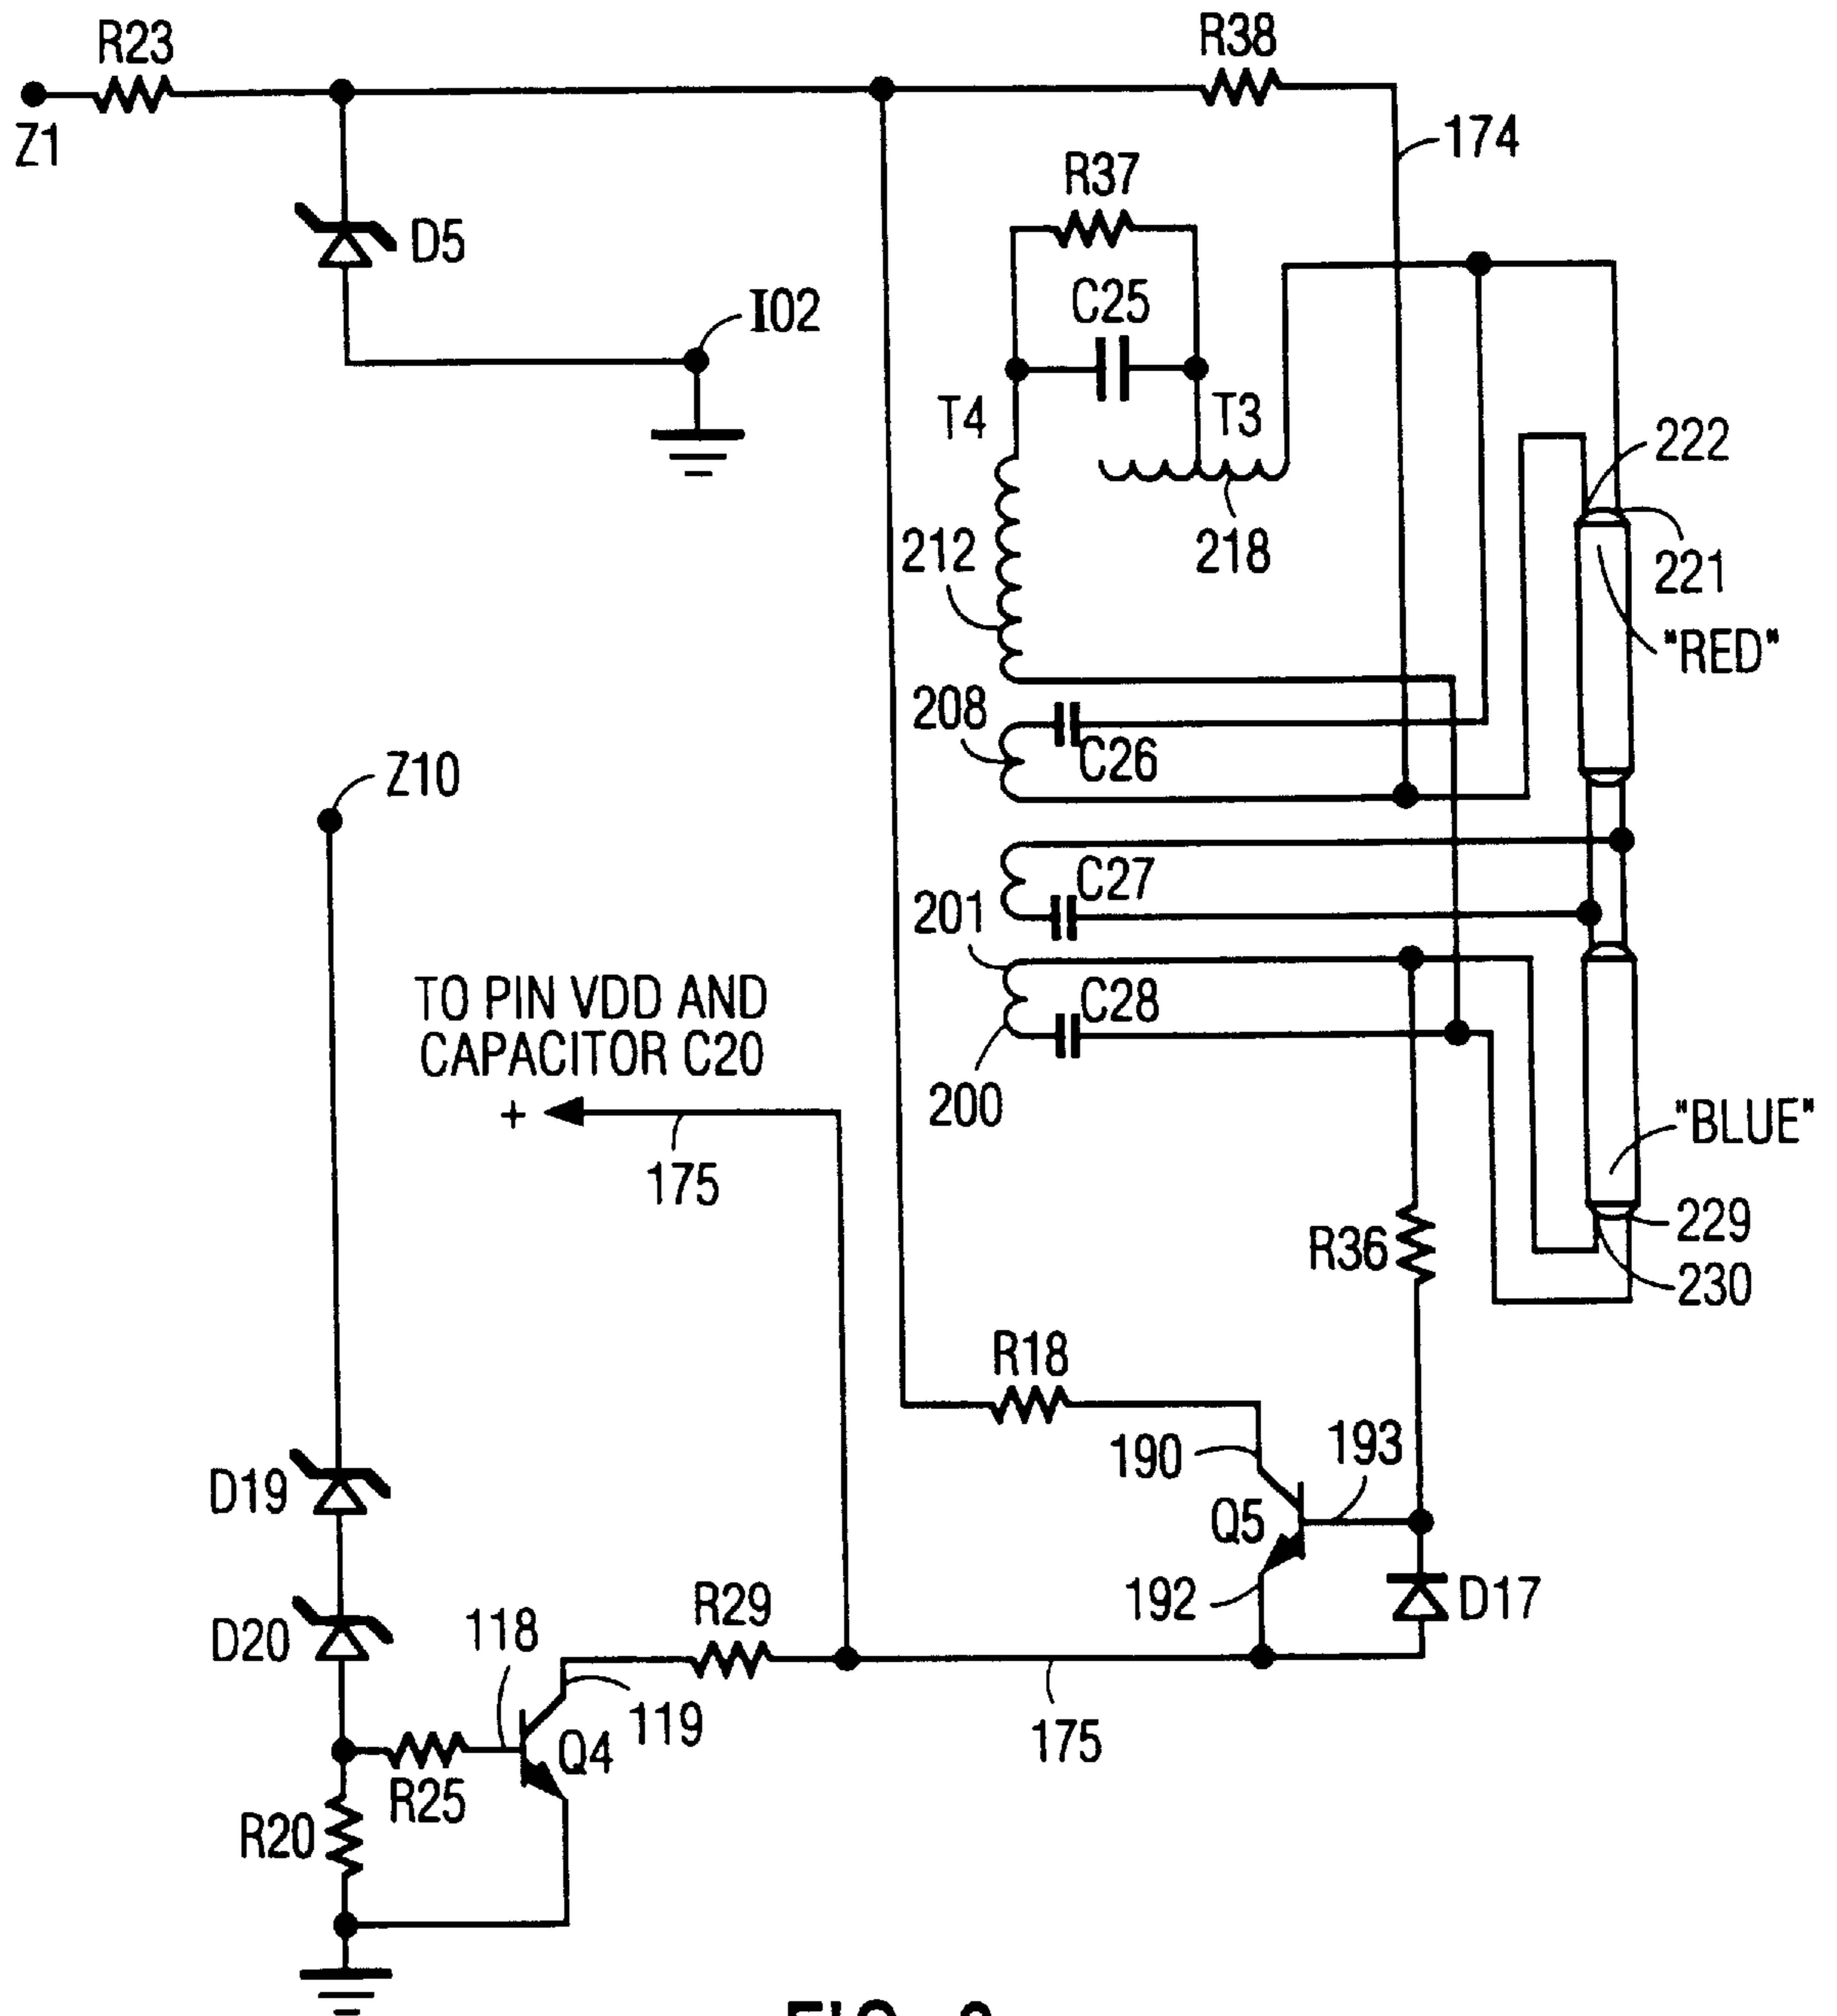 R23
R38
Z1
174
R37
D5
C25
I02
T4
T3
222
212
218
221
"RED"
208
C26
Z10
C27
201
TO PIN VDD AND
CAPACITOR C20
C28
+
200
"BLUE"
175
229
R36
230
R18
193
190
D19
Q5
192
D17
R29
118
D20
119
175
Q4
R25
R20